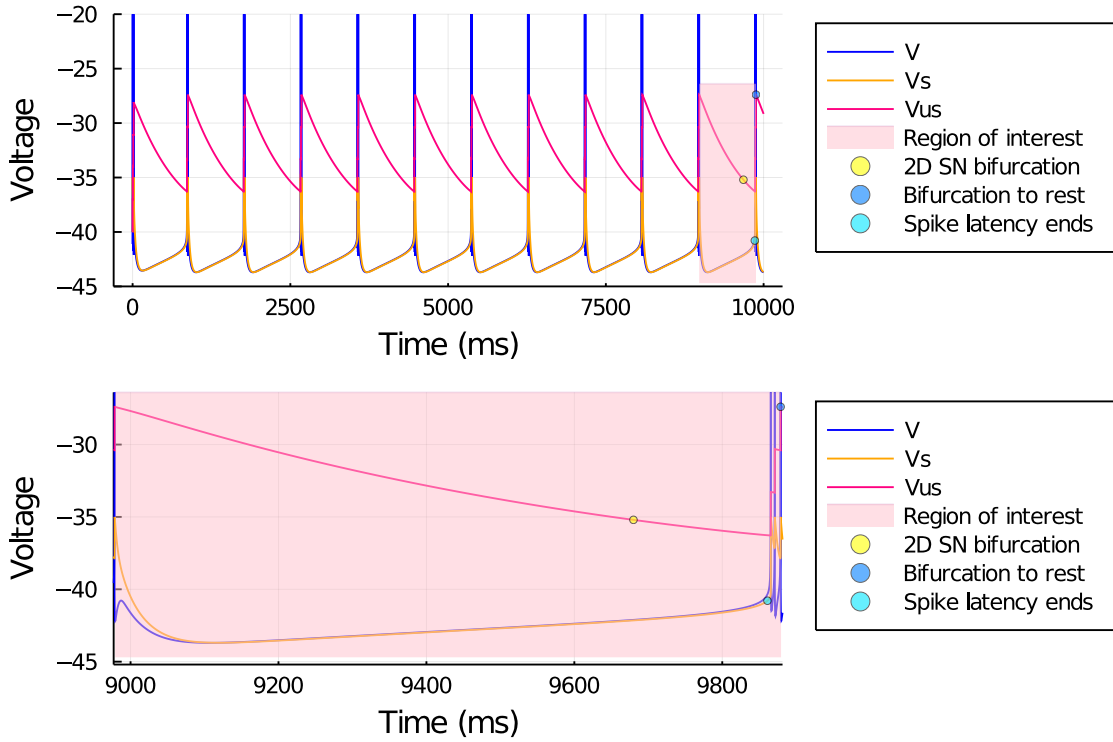 Voltage
−20
−25
−30
−35
−40
−45
0
2500
5000
7500
10000
Time (ms)
V
Vs
Vus
Region of interest
2D SN bifurcation
Bifurcation to rest
Spike latency ends
Voltage
−30
−35
−40
−45
9000
9200
9400
9600
9800
Time (ms)
V
Vs
Vus
Region of interest
2D SN bifurcation
Bifurcation to rest
Spike latency ends